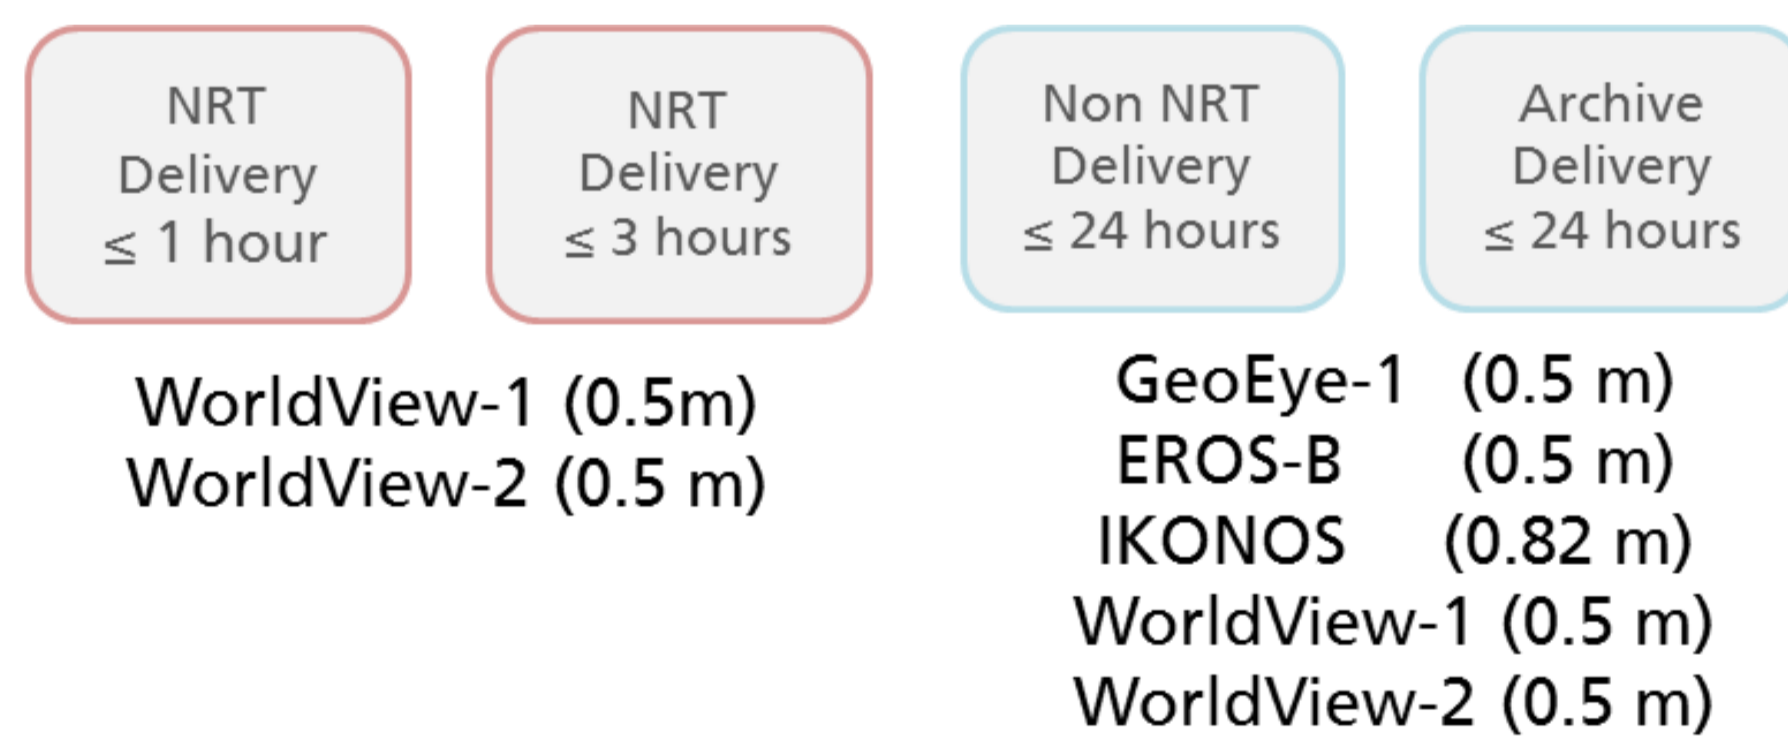 NRT
Delivery
≤ 1 hour
NRT
Delivery
≤ 3 hours
Non NRT
Delivery
≤ 24 hours
Archive
Delivery
≤ 24 hours
WorldView-1 (0.5m)
WorldView-2 (0.5 m)
GeoEye-1 (0.5 m)
EROS-B (0.5 m)
IKONOS (0.82 m)
WorldView-1 (0.5 m)
WorldView-2 (0.5 m)